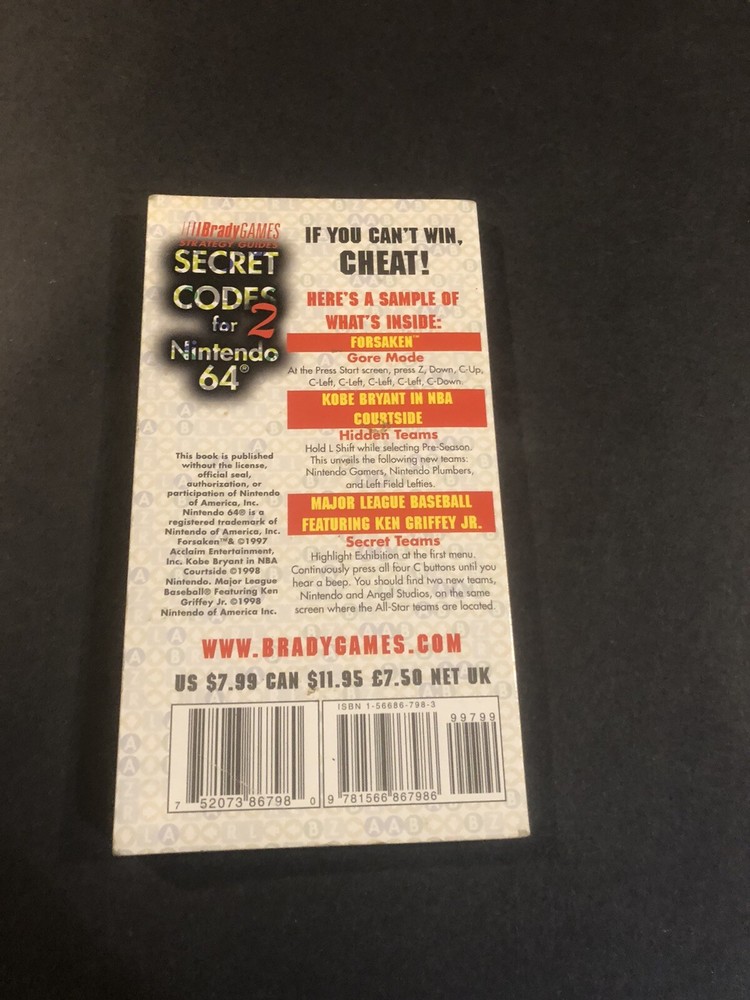 BradyGAMES
STRATEGY GUIDES
SECRET
CODES
2
for
Nintendo
64®
IF YOU CAN'T WIN,
CHEAT!
HERE'S A SAMPLE OF
WHAT'S INSIDE:
FORSAKEN™
Gore Mode
At the Press Start screen, press Z, Down, C-Up,
C-Left, C-Left, C-Left, C-Left, C-Down.
KOBE BRYANT IN NBA
COURTSIDE
Hidden Teams
Hold L Shift while selecting Pre-Season.
This unveils the following new teams:
Nintendo Gamers, Nintendo Plumbers,
and Left Field Lefties.
MAJOR LEAGUE BASEBALL
FEATURING KEN GRIFFEY JR.
Secret Teams
Highlight Exhibition at the first menu.
Continuously press all four C buttons until you
hear a beep. You should find two new teams,
Nintendo and Angel Studios, on the same
screen where the All-Star teams are located.
This book is published
without the license,
official seal,
authorization, or
participation of Nintendo
of America, Inc.
Nintendo 64® is a
registered trademark of
Nintendo of America, Inc.
Forsaken™& ©1997
Acclaim Entertainment,
Inc. Kobe Bryant in NBA
Courtside ©1998
Nintendo. Major League
Baseball® Featuring Ken
Griffey Jr. ©1998
Nintendo of America Inc.
WWW.BRADYGAMES.COM
US $7.99 CAN $11.95 £7.50 NET UK
7 52073 86798 0
ISBN 1-56686-798-3
99799
9 781566 867986